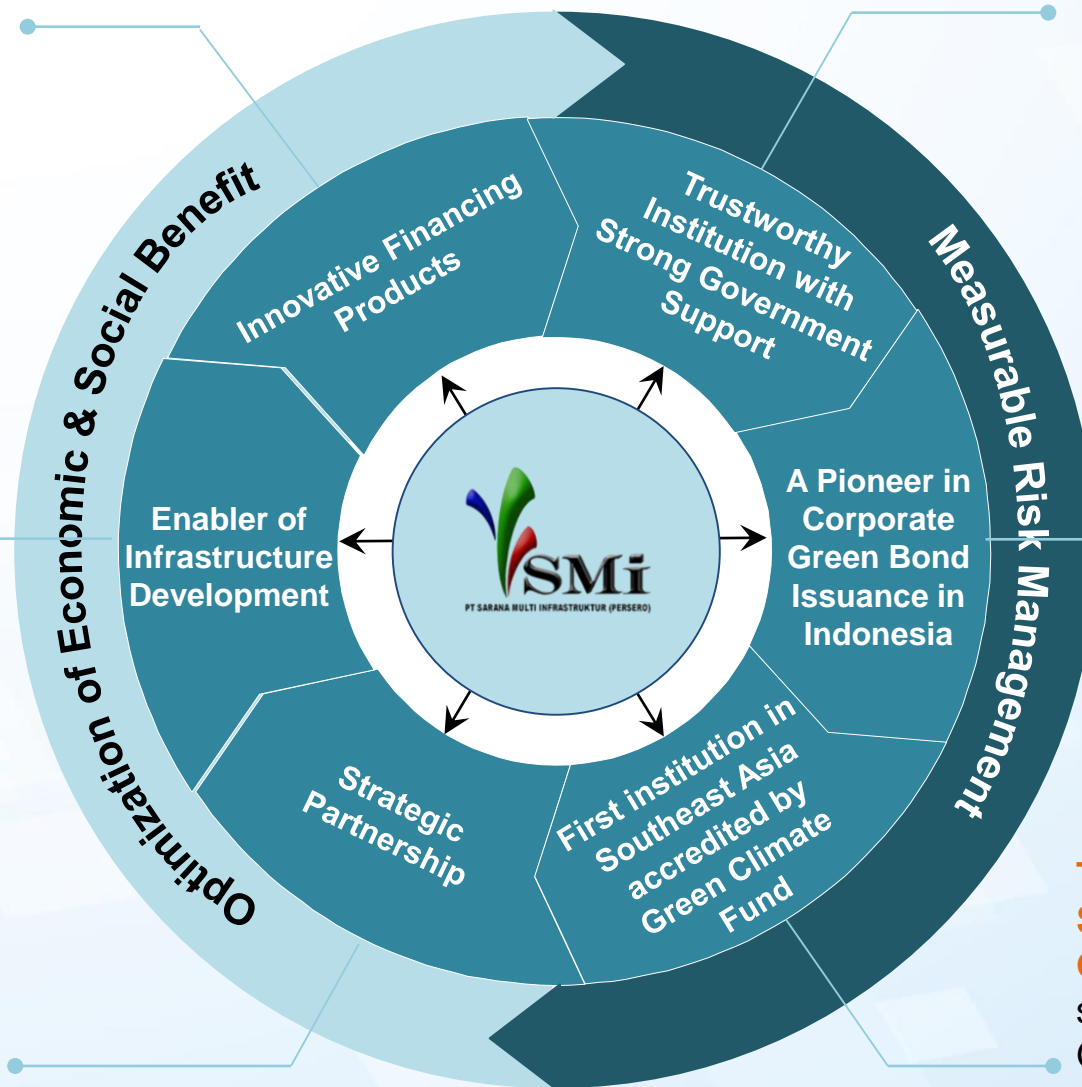 Optimization of Economic & Social Benefit
Measurable Risk Management
Innovative Financing
Products
Trustworthy
Institution with
Strong Government
Support
Enabler of
Infrastructure
Development
SMi
PT SARANA MULTI INFRASTRUKTUR (PERSERO)
A Pioneer in
Corporate
Green Bond
Issuance in
Indonesia
Strategic
Partnership
First institution in
Southeast Asia
accredited by
Green Climate
Fund